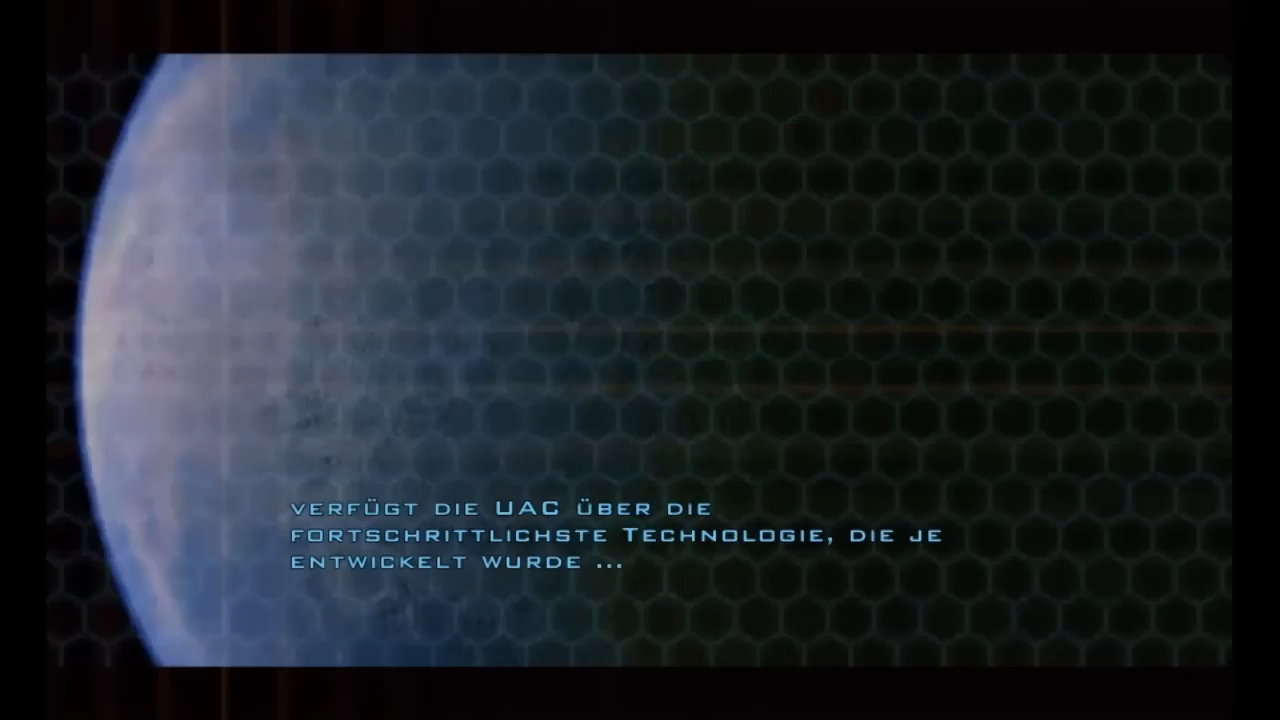 VERFÜGT DIE UAC ÜBER DIE
FORTSCHRITTLICHSTE TECHNOLOGIE, DIE JE
ENTWICKELT WURDE ...